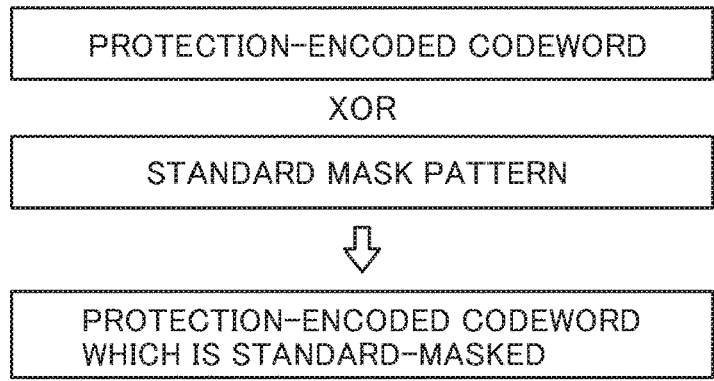 PROTECTION-ENCODED CODEWORD
XOR
STANDARD MASK PATTERN
PROTECTION-ENCODED CODEWORD
WHICH IS STANDARD-MASKED